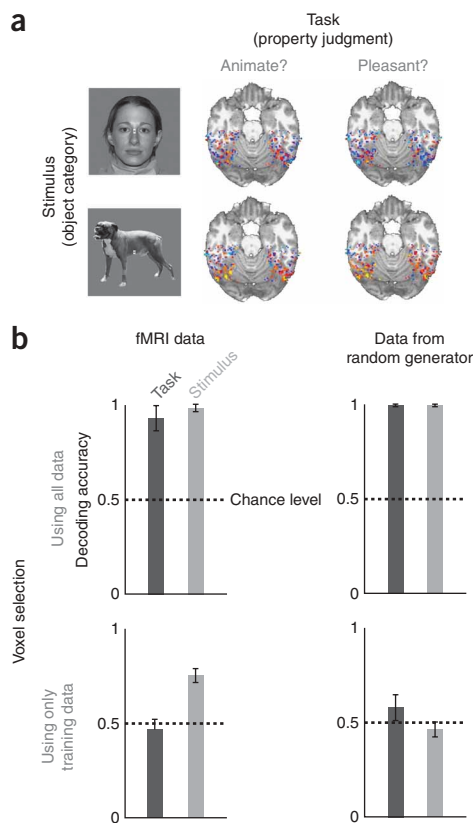 a
Task
(property judgment)
Animate?
Pleasant?
Stimulus
(object category)
b
fMRI data
Data from
random generator
Voxel selection
Using all data
Decoding accuracy
Task
Stimulus
1
0.5
0
Chance level
1
0.5
0
Using only
training data
1
0.5
0
1
0.5
0